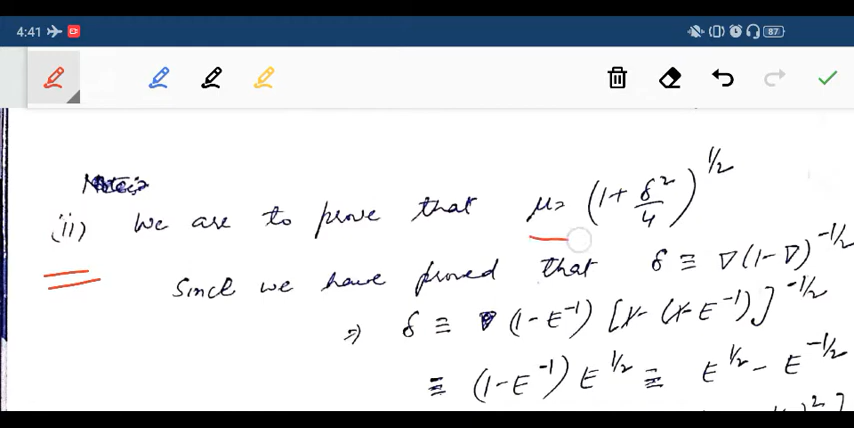 4:41
87
(ii) We are to prove that μ = (1 + δ²/4)^1/2
Since we have proved that δ ≡ ∇(1 - ∇)^-1/2
⇒ δ ≡ (1 - E^-1) [1 - (1 - E^-1)]^-1/2
≡ (1 - E^-1) E^1/2 ≡ E^1/2 - E^-1/2